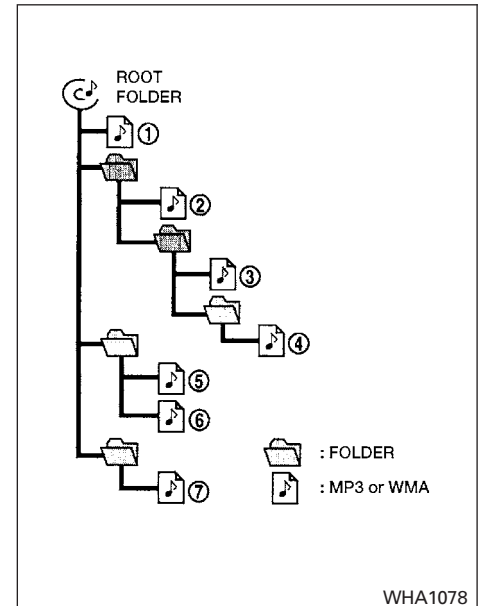 ROOT
FOLDER
①
②
③
④
⑤
⑥
⑦
: FOLDER
: MP3 or WMA
WHA1078